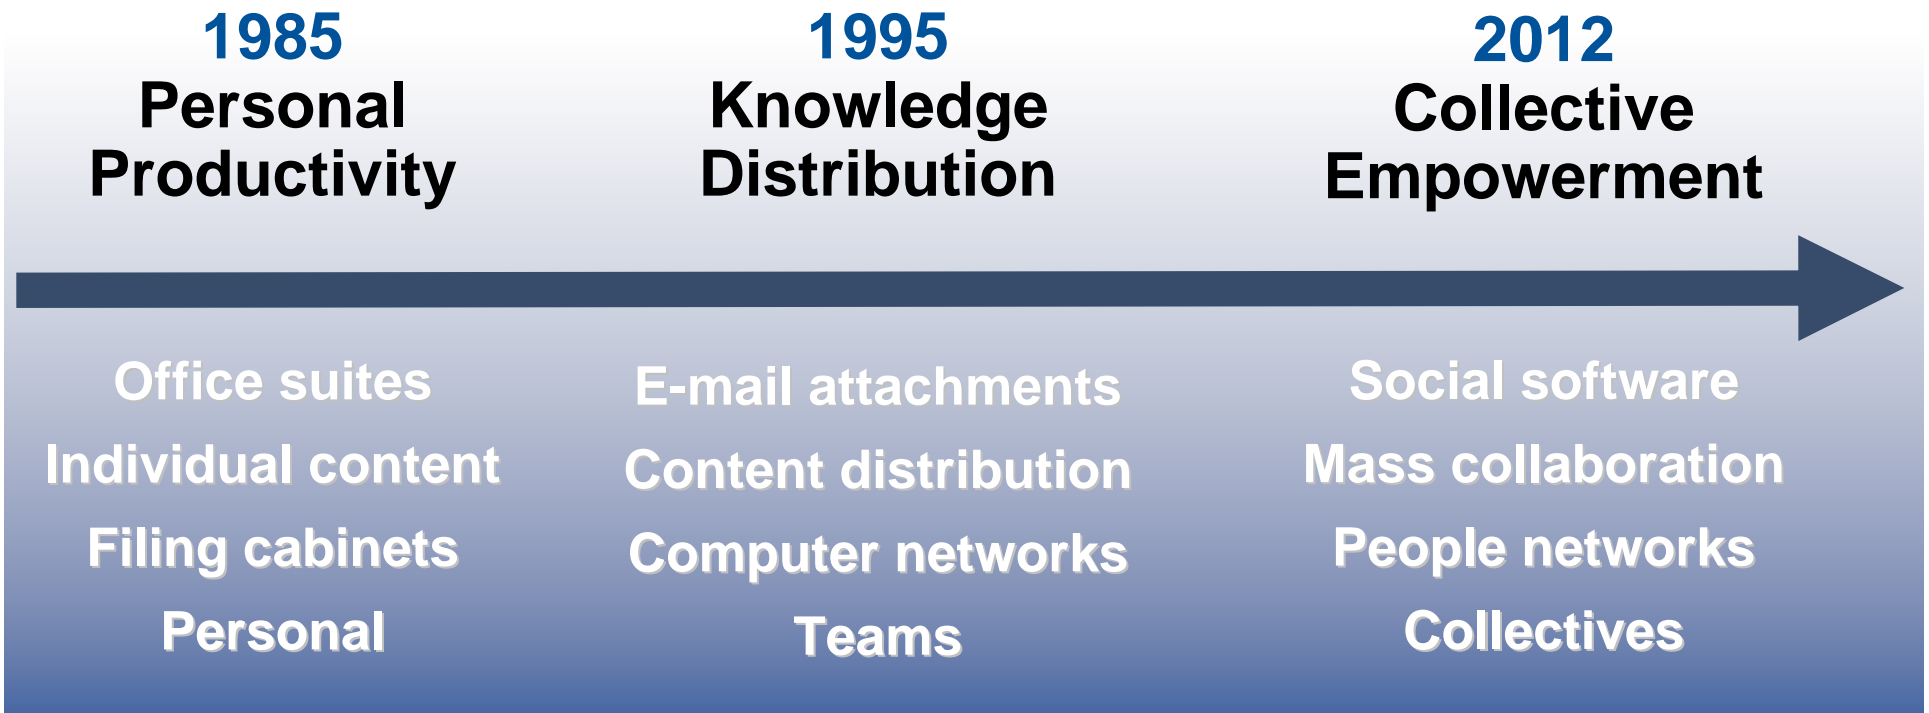 1985
Personal
Productivity
1995
Knowledge
Distribution
2012
Collective
Empowerment
Office suites
Individual content
Filing cabinets
Personal
E-mail attachments
Content distribution
Computer networks
Teams
Social software
Mass collaboration
People networks
Collectives